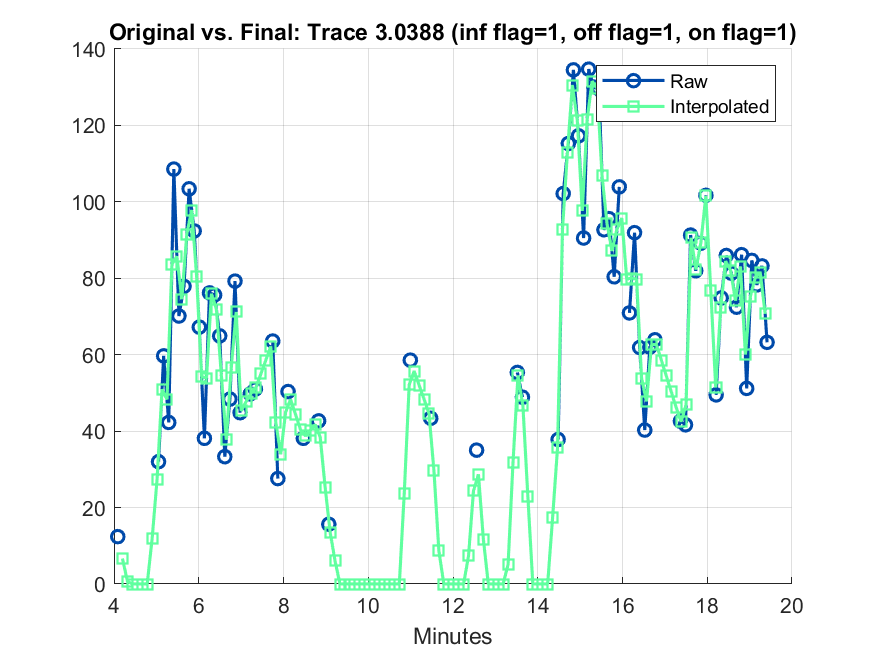 Original vs. Final: Trace 3.0388 (inf flag=1, off flag=1, on flag=1)
140
120
100
80
60
40
20
0
Raw
Interpolated
4 6 8 10 12 14 16 18 20
Minutes